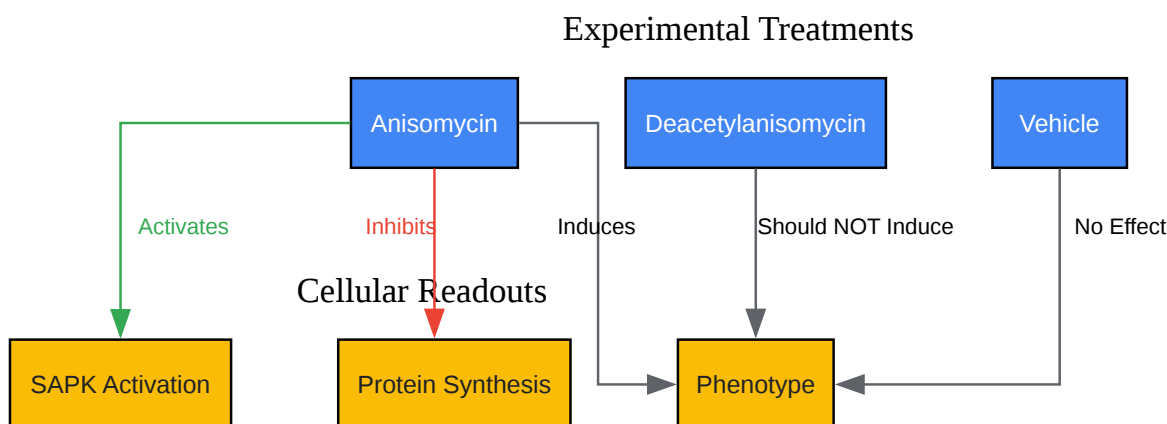 Experimental Treatments
Anisomycin
Deacetylanisomycin
Vehicle
Activates
Inhibits
Induces
Should NOT Induce
No Effect
Cellular Readouts
SAPK Activation
Protein Synthesis
Phenotype